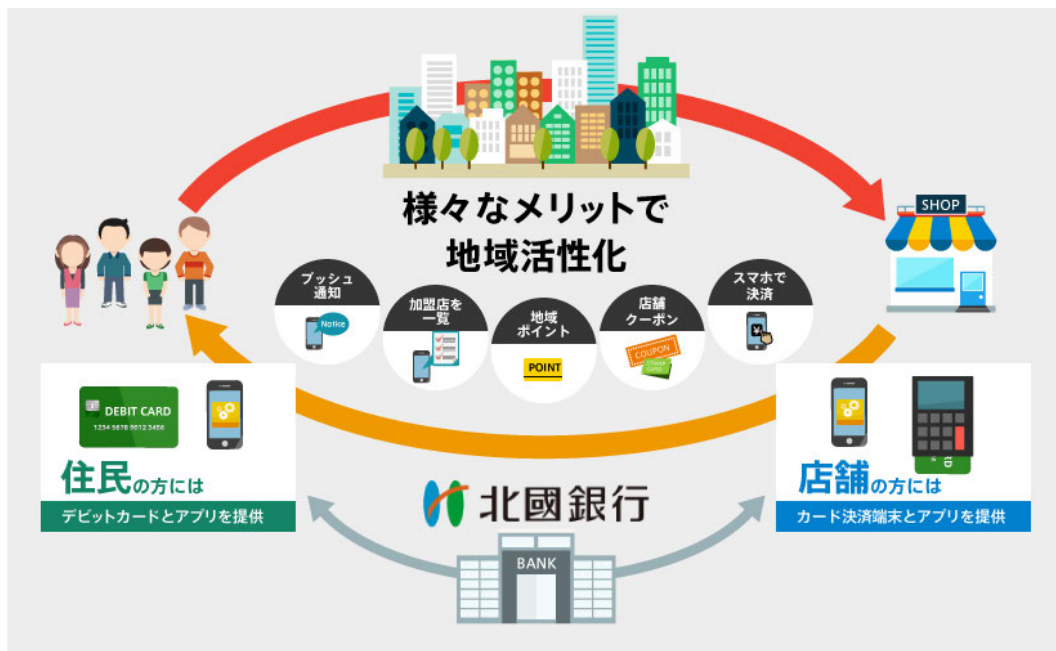 様々なメリットで
地域活性化
SHOP
プッシュ
通知
Notice
加盟店を
一覧
地域
ポイント
POINT
店舗
クーポン
COUPON
スマホで
決済
¥
DEBIT CARD
1234 5678 9012 3456
住民の方には
デビットカードとアプリを提供
店舗の方には
カード決済端末とアプリを提供
北國銀行
BANK